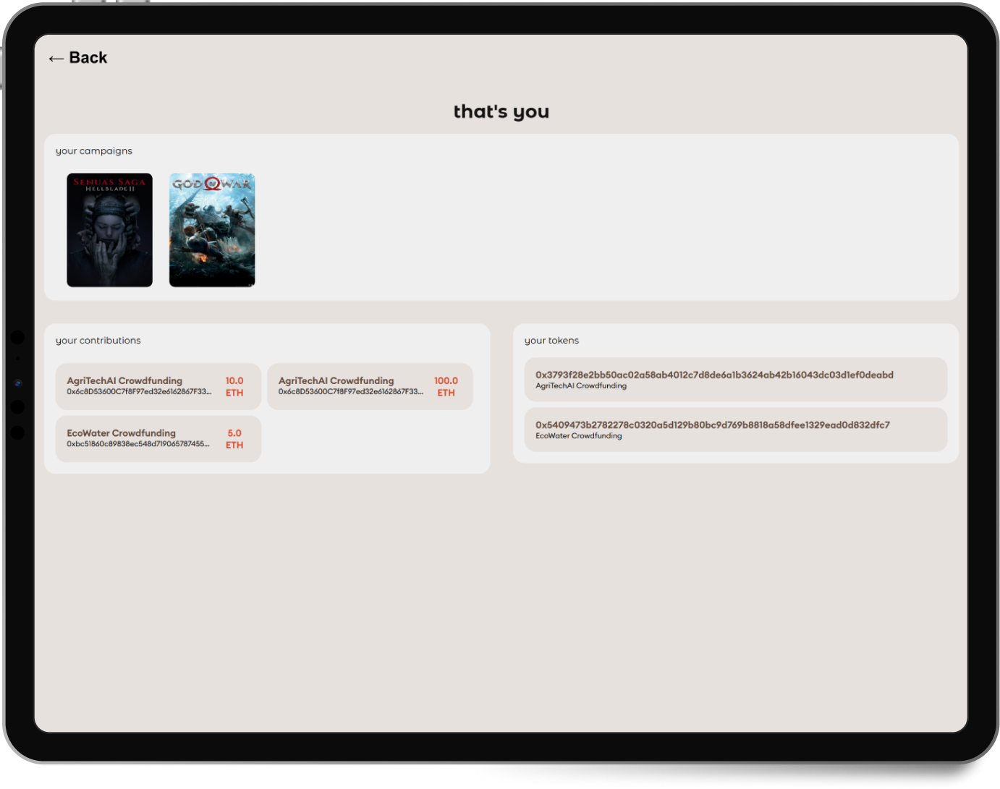 ← Back
that's you
your campaigns
SENUA'S SAGA
HELLBLADE II
GOD OF WAR
your contributions
AgriTechAI Crowdfunding
0x6c8D53600C7f8F97ed32e6162867F33...
10.0
ETH
AgriTechAI Crowdfunding
0x6c8D53600C7f8F97ed32e6162867F33...
100.0
ETH
EcoWater Crowdfunding
0xbc51860c89838ec548d719065787455...
5.0
ETH
your tokens
0x3793f28e2bb50ac02a58ab4012c7d8de6a1b3624ab42b16043dc03d1ef0deabd
AgriTechAI Crowdfunding
0x5409473b2782278c0320a5d129b80bc9d769b8818a58dfee1329ead0d832dfc7
EcoWater Crowdfunding